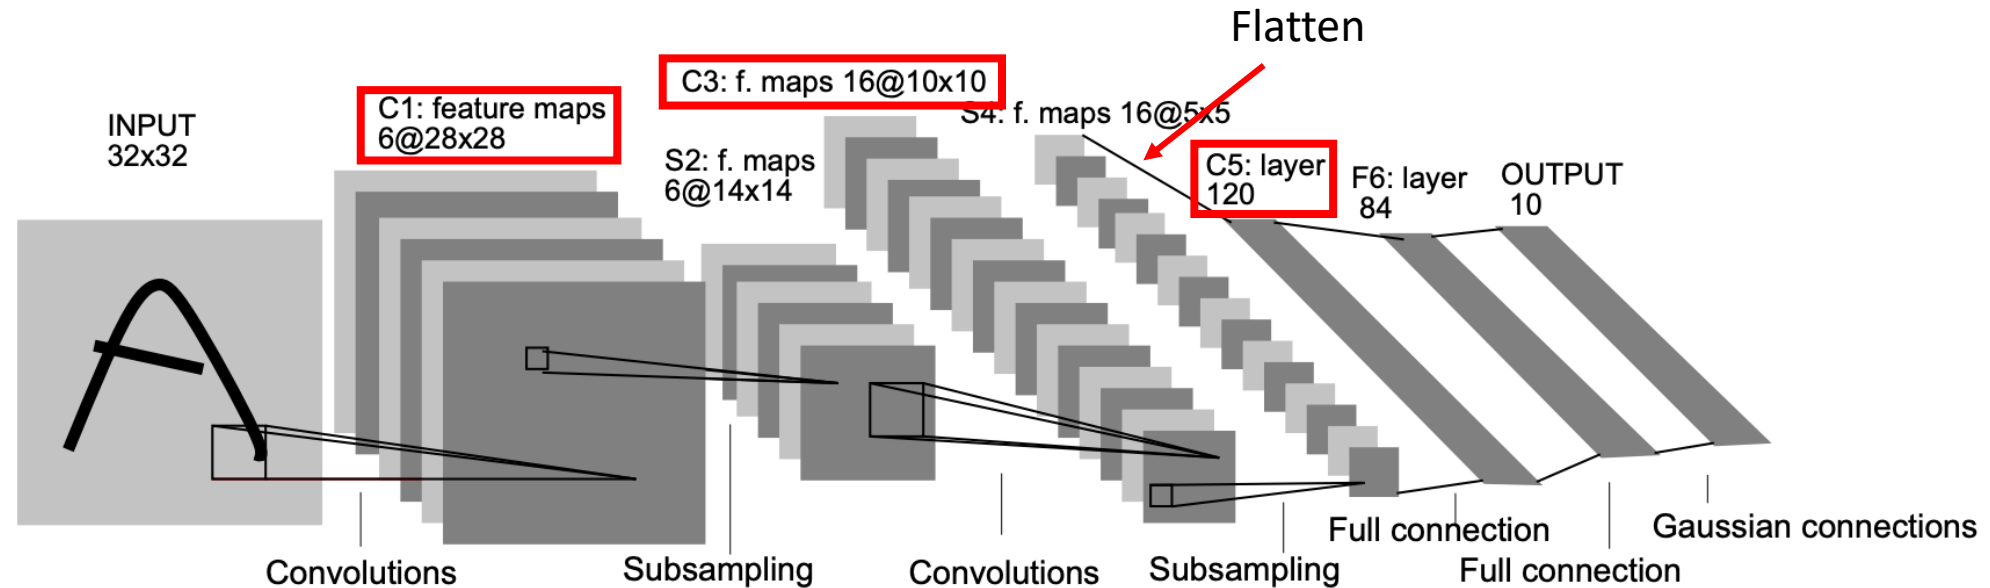 Flatten
C3: f. maps 16@10x10
C1: feature maps
6@28x28
INPUT
32x32
S4: f. maps 16@5x5
S2: f. maps
6@14x14
C5: layer
120
F6: layer
84
OUTPUT
10
Convolutions
Subsampling
Convolutions
Subsampling
Full connection
Full connection
Gaussian connections